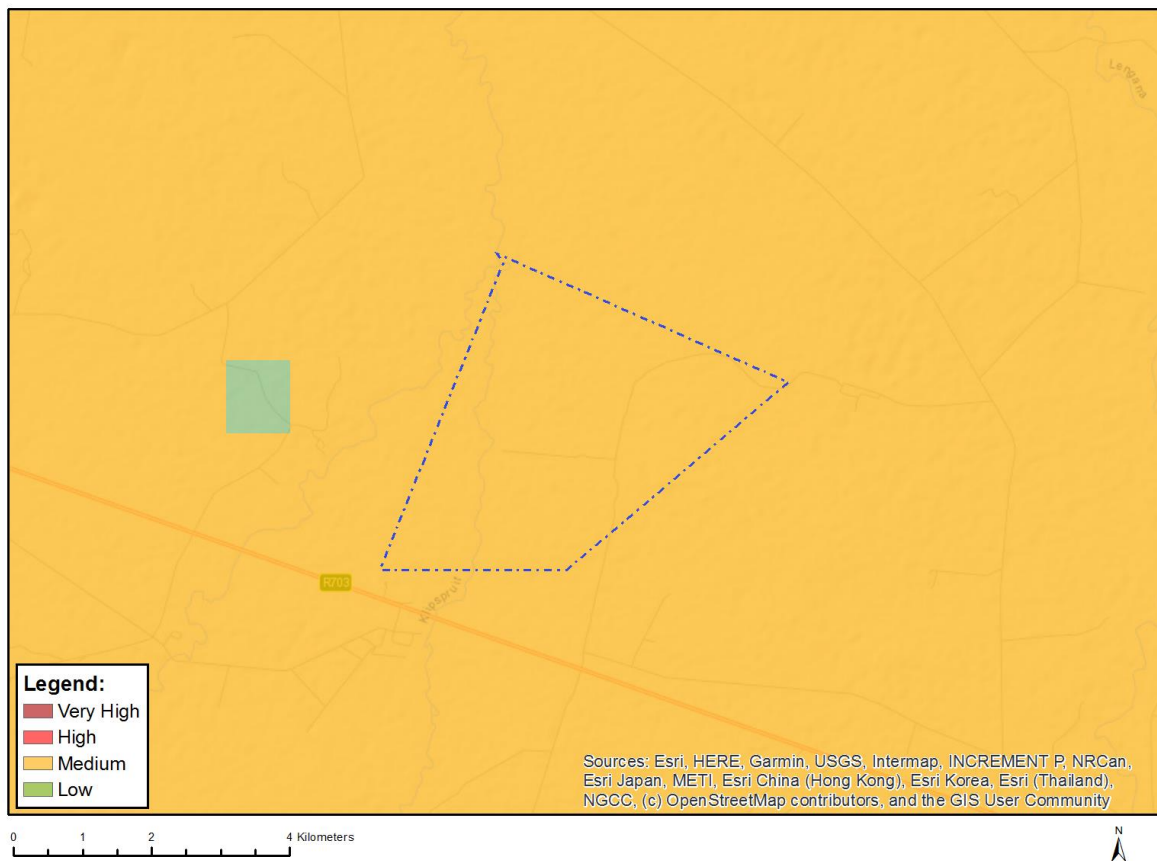 Lengana
R703
Klipspruit
Legend:
Very High
High
Medium
Low
Sources: Esri, HERE, Garmin, USGS, Intermap, INCREMENT P, NRCan,
Esri Japan, METI, Esri China (Hong Kong), Esri Korea, Esri (Thailand),
NGCC, (c) OpenStreetMap contributors, and the GIS User Community
0 1 2 4 Kilometers
N